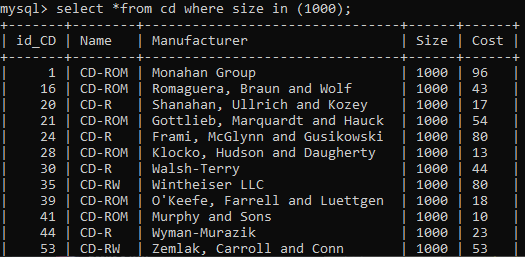 mysql> select *from cd where size in (1000);
+-------+--------+------------------------------+------+------+
| id_CD | Name   | Manufacturer                 | Size | Cost |
+-------+--------+------------------------------+------+------+
|     1 | CD-ROM | Monahan Group                | 1000 | 96   |
|    16 | CD-ROM | Romaguera, Braun and Wolf    | 1000 | 43   |
|    20 | CD-R   | Shanahan, Ullrich and Kozey  | 1000 | 17   |
|    21 | CD-ROM | Gottlieb, Marquardt and Hauck | 1000 | 54   |
|    24 | CD-R   | Frami, McGlynn and Gusikowski | 1000 | 80   |
|    28 | CD-ROM | Klocko, Hudson and Daugherty | 1000 | 13   |
|    30 | CD-R   | Walsh-Terry                  | 1000 | 44   |
|    35 | CD-RW  | Wintheiser LLC               | 1000 | 80   |
|    39 | CD-ROM | O'Keefe, Farrell and Luettgen | 1000 | 18   |
|    41 | CD-ROM | Murphy and Sons              | 1000 | 10   |
|    44 | CD-R   | Wyman-Murazik                | 1000 | 23   |
|    53 | CD-RW  | Zemlak, Carroll and Conn     | 1000 | 53   |